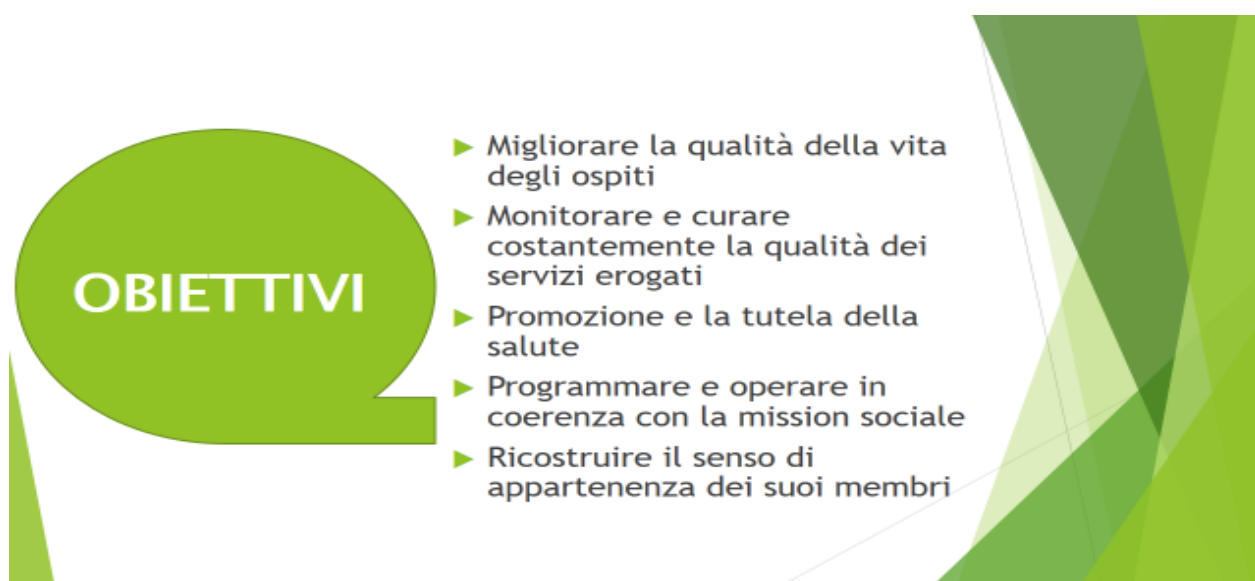 OBIETTIVI
► Migliorare la qualità della vita
degli ospiti
► Monitorare e curare
costantemente la qualità dei
servizi erogati
► Promozione e la tutela della
salute
► Programmare e operare in
coerenza con la mission sociale
► Ricostruire il senso di
appartenenza dei suoi membri